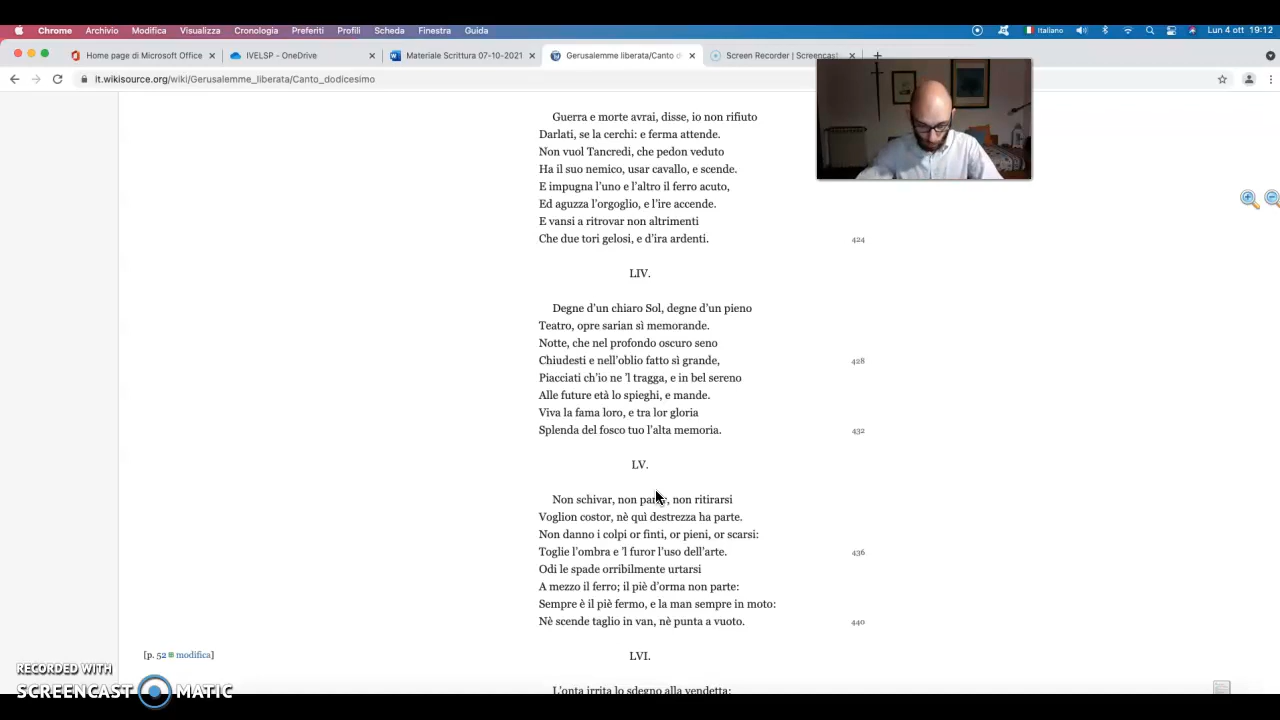 Chrome Archivio Modifica Visualizza Cronologia Preferiti Profili Scheda Finestra Guida Italiano Lun 4 ott 19:12
Home page di Microsoft Office IVELSP - OneDrive Materiale Scrittura 07-10-2021 Gerusalemme liberata/Canto d Screen Recorder | Screencast
it.wikisource.org/wiki/Gerusalemme_liberata/Canto_dodicesimo
Guerra e morte avrai, disse, io non rifiuto
Darlati, se la cerchi: e ferma attende.
Non vuol Tancredi, che pedon veduto
Ha il suo nemico, usar cavallo, e scende.
E impugna l'uno e l'altro il ferro acuto,
Ed aguzza l'orgoglio, e l'ire accende.
E vansi a ritrovar non altrimenti
Che due tori gelosi, e d'ira ardenti. 424
LIV.
Degne d'un chiaro Sol, degne d'un pieno
Teatro, opre sarian sì memorande.
Notte, che nel profondo oscuro seno
Chiudesti e nell'oblio fatto sì grande, 428
Piacciati ch'io ne 'l tragga, e in bel sereno
Alle future età lo spieghi, e mande.
Viva la fama loro, e tra lor gloria
Splenda del fosco tuo l'alta memoria. 432
LV.
Non schivar, non parar, non ritirarsi
Voglion costor, nè quì destrezza ha parte.
Non danno i colpi or finti, or pieni, or scarsi:
Toglie l'ombra e 'l furor l'uso dell'arte. 436
Odi le spade orribilmente urtarsi
A mezzo il ferro; il piè d'orma non parte:
Sempre è il piè fermo, e la man sempre in moto:
Nè scende taglio in van, nè punta a vuoto. 440
[p. 52 modifica] LVI.
RECORDED WITH
SCREENCAST MATIC
L'onta irrita lo sdegno alla vendetta: